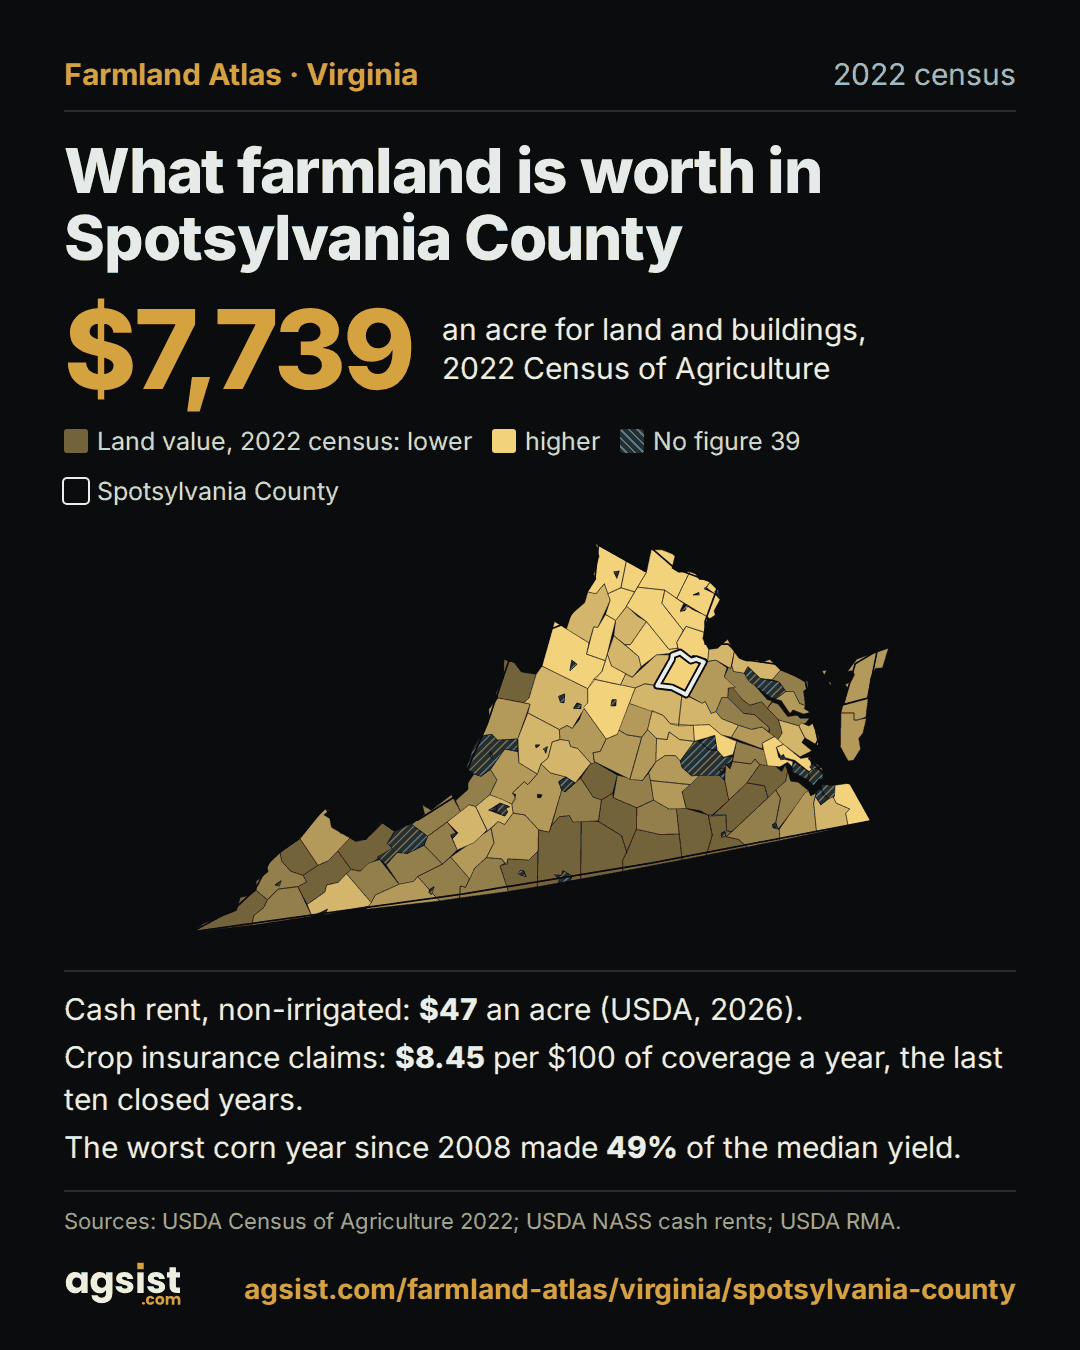 Farmland Atlas · Virginia
2022 census
What farmland is worth in
Spotsylvania County
$7,739
an acre for land and buildings,
2022 Census of Agriculture
Land value, 2022 census: lower
higher
No figure 39
Spotsylvania County
Cash rent, non-irrigated: $47 an acre (USDA, 2026).
Crop insurance claims: $8.45 per $100 of coverage a year, the last
ten closed years.
The worst corn year since 2008 made 49% of the median yield.
Sources: USDA Census of Agriculture 2022; USDA NASS cash rents; USDA RMA.
agsist
.com
agsist.com/farmland-atlas/virginia/spotsylvania-county